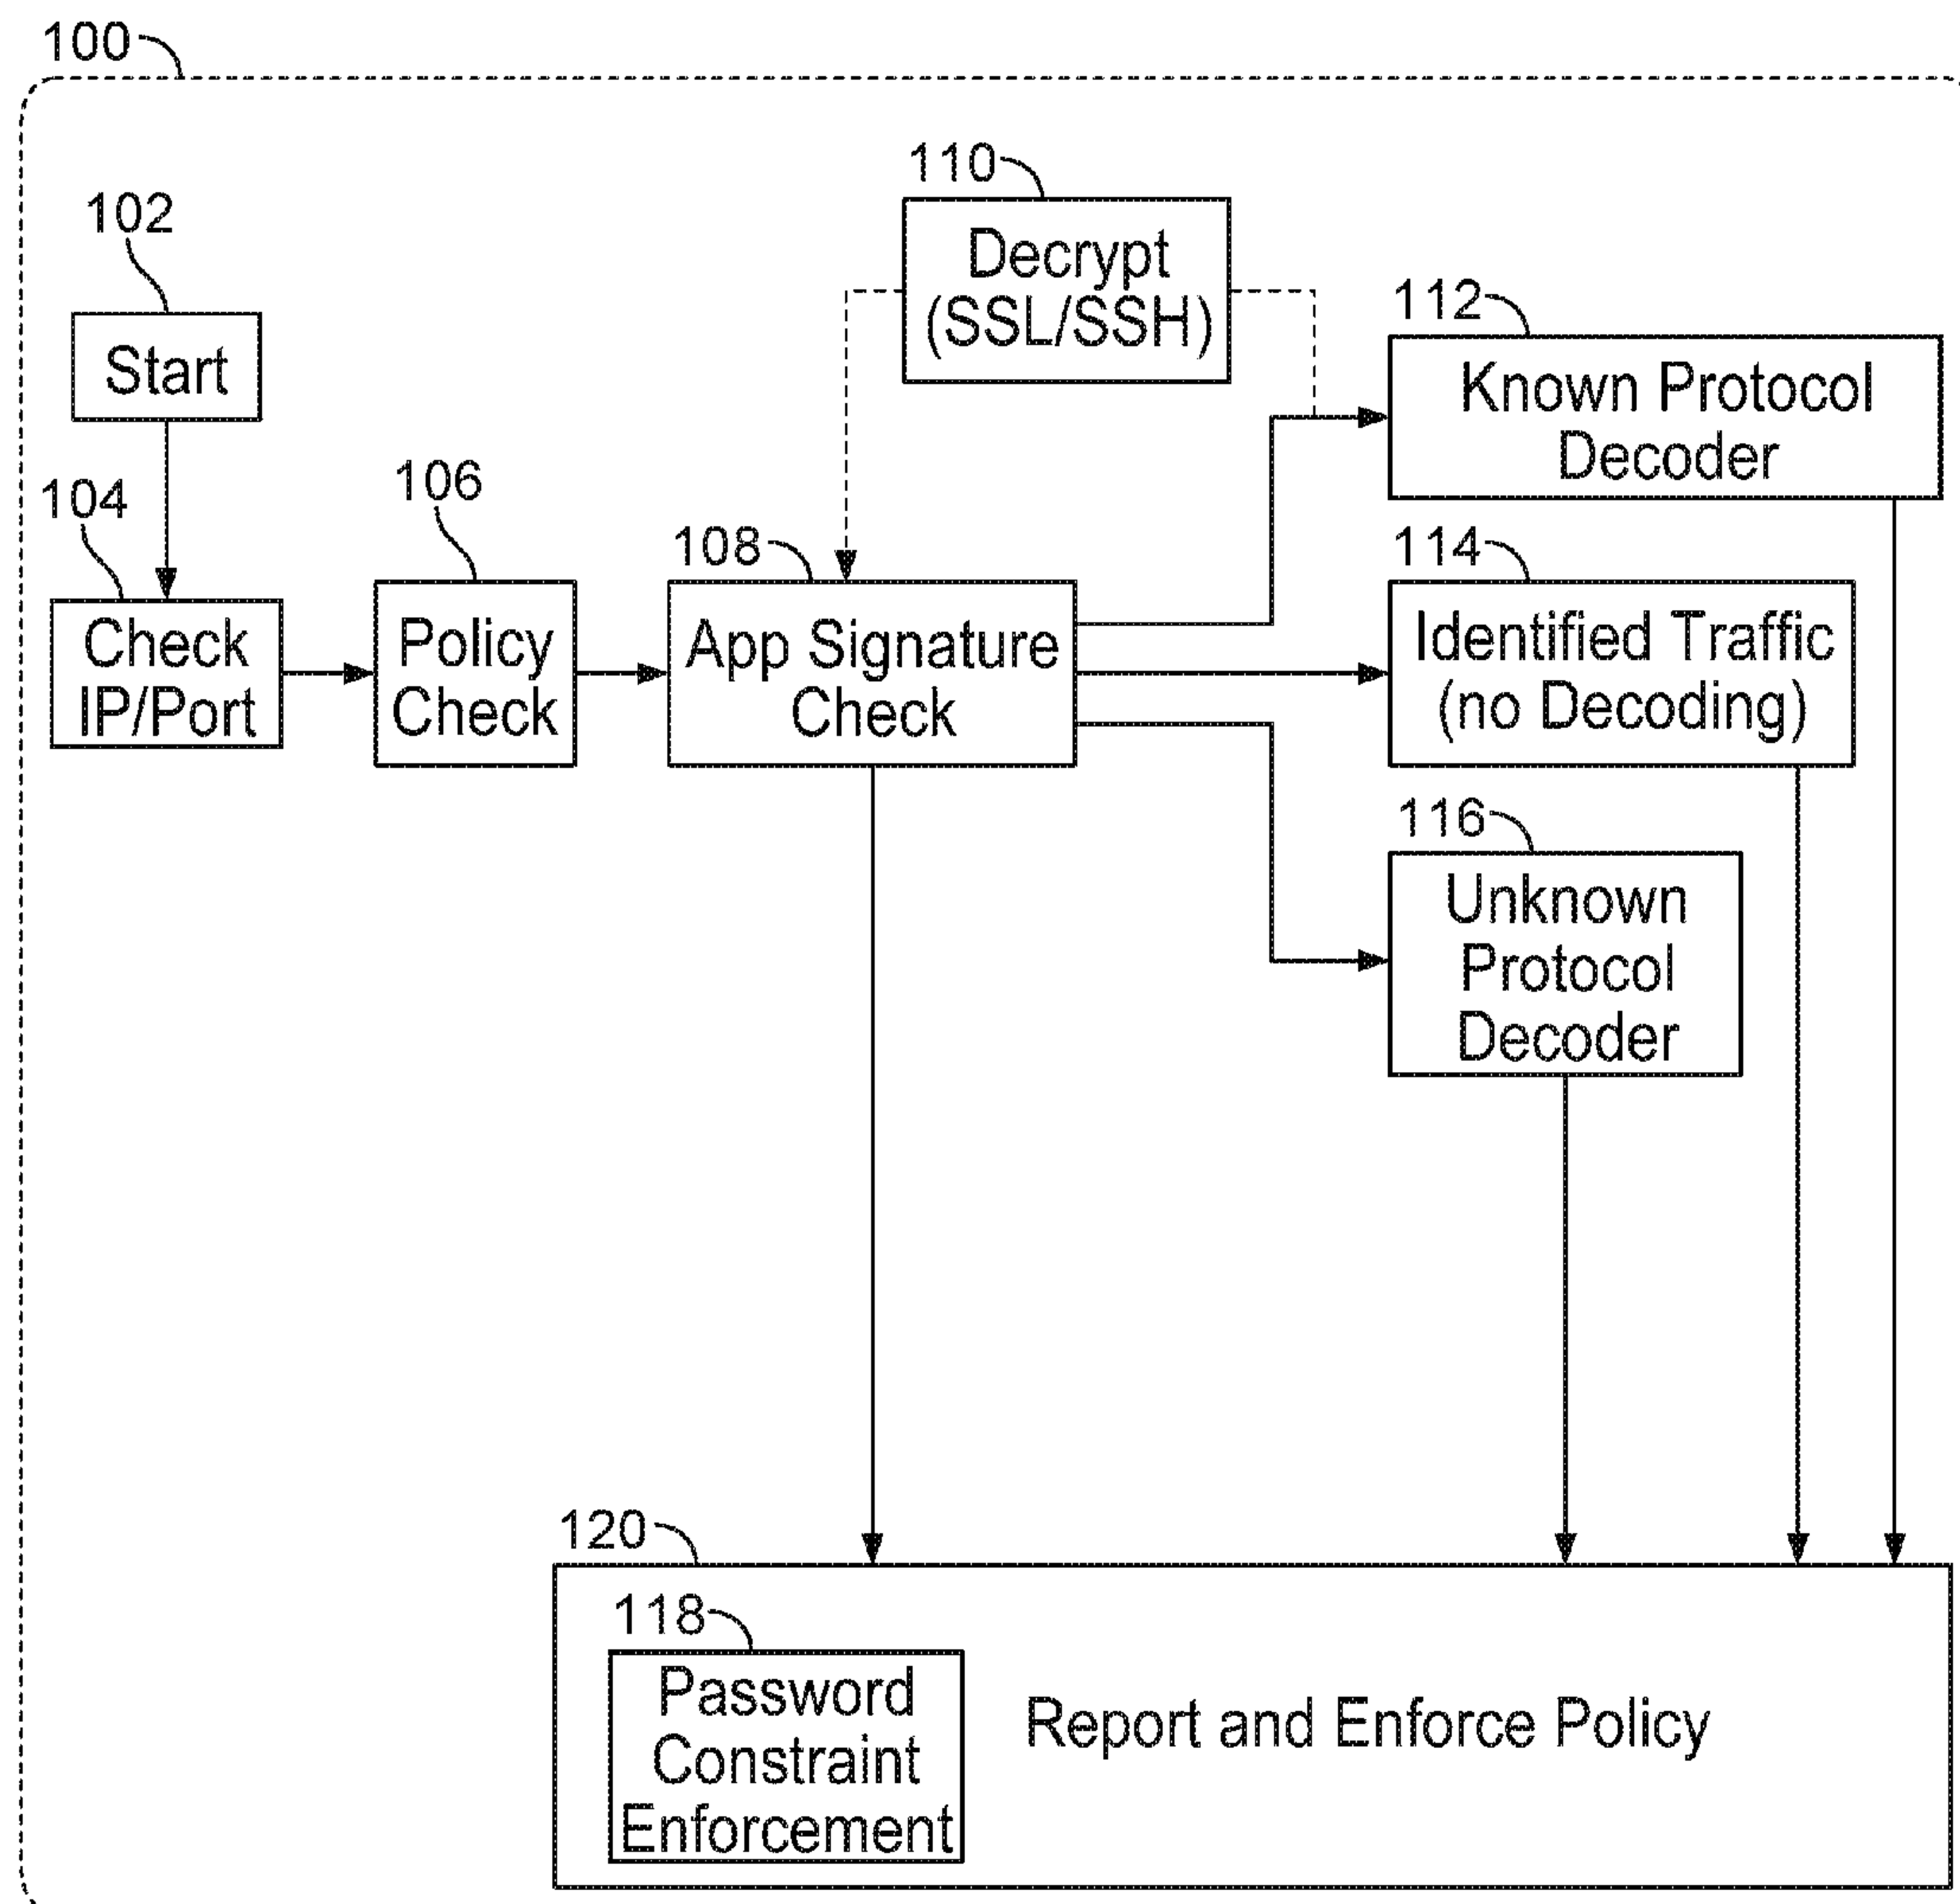 100
110
Decrypt
(SSL/SSH)
102
Start
112
Known Protocol
Decoder
104
Check
IP/Port
106
Policy
Check
108
App Signature
Check
114
Identified Traffic
(no Decoding)
116
Unknown
Protocol
Decoder
120
118
Password
Constraint
Enforcement
Report and Enforce Policy